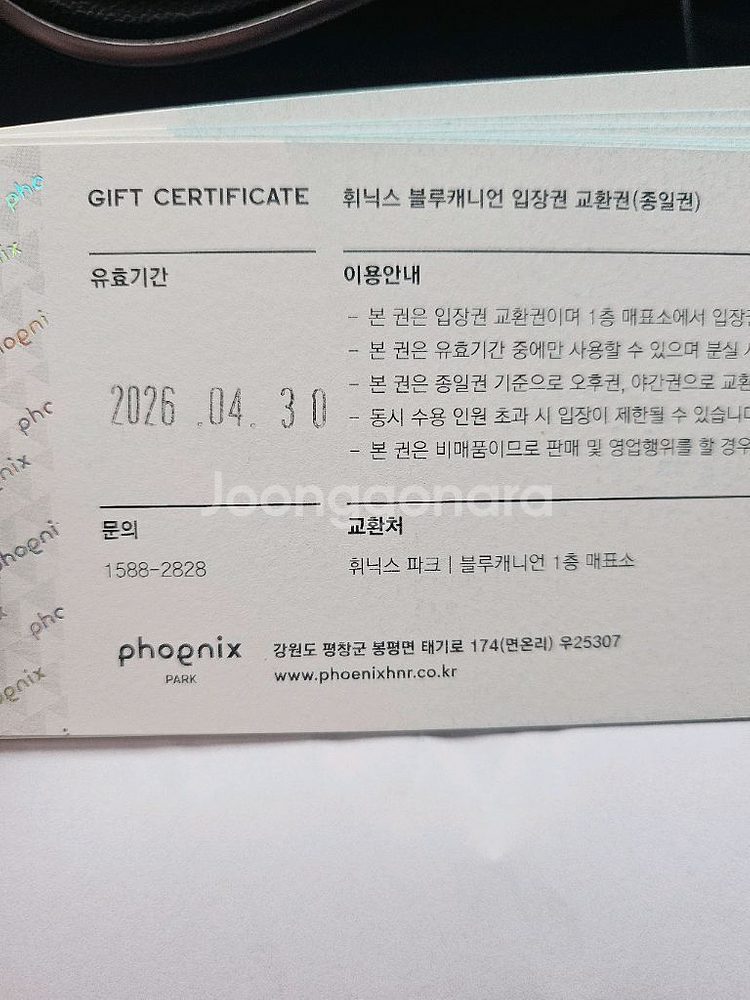 GIFT CERTIFICATE
휘닉스 블루캐니언 입장권 교환권(종일권)
유효기간
2026 .04. 30
이용안내
- 본 권은 입장권 교환권이며 1층 매표소에서
- 본 권은 유효기간 중에만 사용할 수 있으며 분실
- 본 권은 종일권 기준으로 오후권, 야간권으로
- 동시 수용 인원 초과 시 입장이 제한될 수
- 본 권은 비매품이므로 판매 및 영업행위를 할 경우
Joonggonara
문의
1588-2828
교환처
휘닉스 파크 | 블루캐니언 1층 매표소
phoenix
PARK
강원도 평창군 봉평면 태기로 174(면온리) 우25307
www.phoenixhnr.co.kr